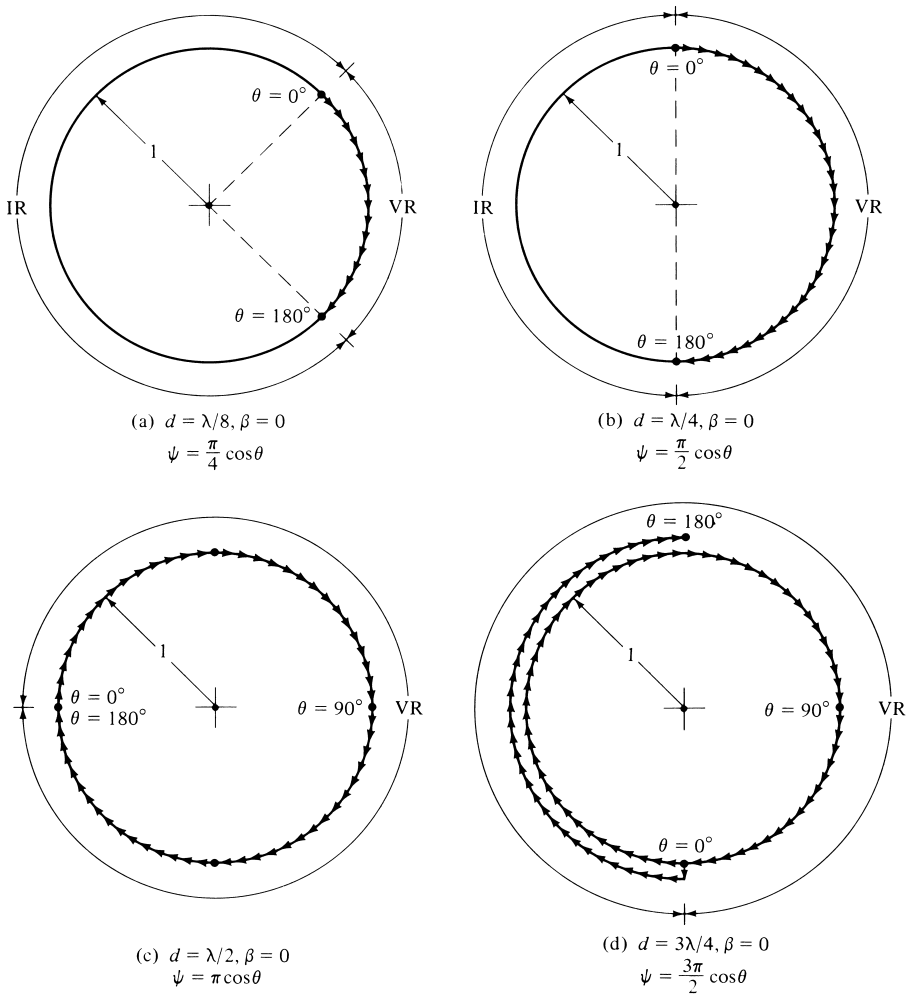 θ = 0°
1
IR
VR
θ = 180°
(a) d = λ/8, β = 0
ψ = π/4 cosθ
θ = 0°
1
IR
VR
θ = 180°
(b) d = λ/4, β = 0
ψ = π/2 cosθ
1
θ = 0°
θ = 180°
θ = 90°
VR
(c) d = λ/2, β = 0
ψ = π cosθ
θ = 180°
1
θ = 90°
VR
θ = 0°
(d) d = 3λ/4, β = 0
ψ = 3π/2 cosθ